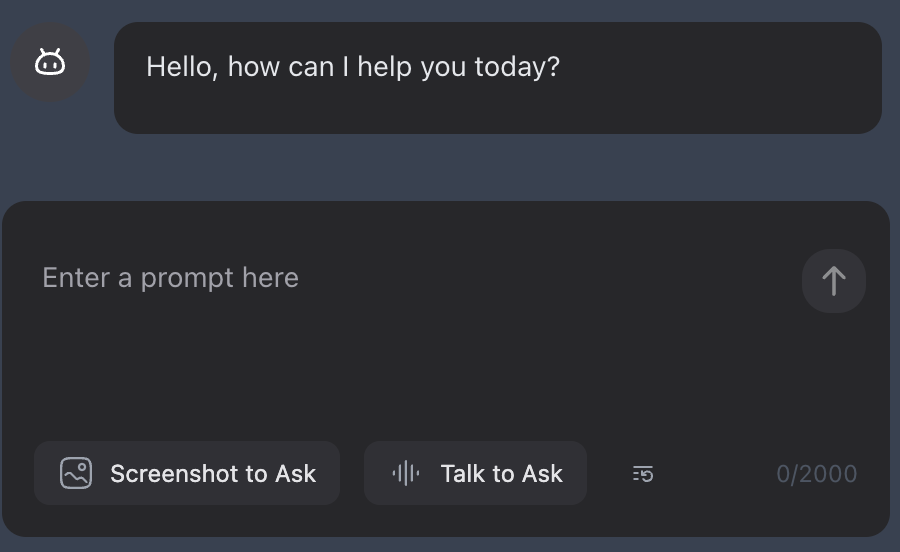 Hello, how can I help you today?
Enter a prompt here
Screenshot to Ask
Talk to Ask
0/2000